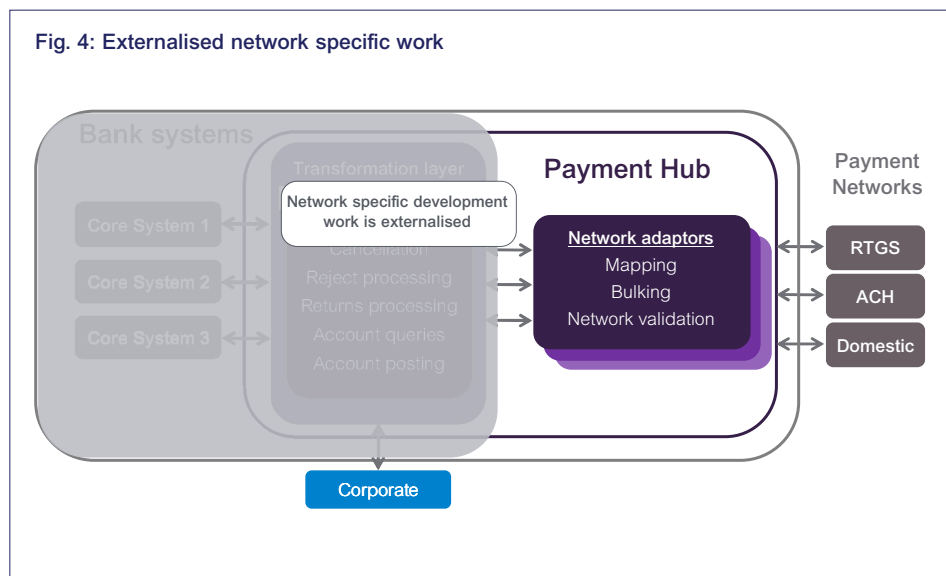 Fig. 4: Externalised network specific work
Bank systems
Transformation layer
Payment Hub
Payment
Networks
Network specific development
work is externalised
Core System 1
Core System 2
Core System 3
Cancellation
Reject processing
Returns processing
Account queries
Account posting
Network adaptors
Mapping
Bulking
Network validation
RTGS
ACH
Domestic
Corporate